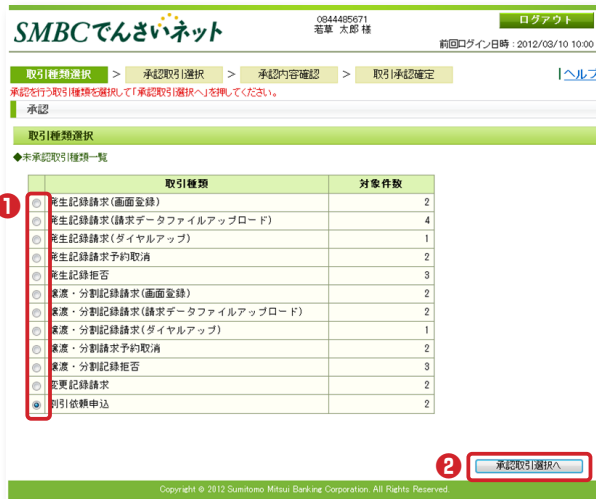 SMBCでんさいネット
0844485671
若草 太郎 様
ログアウト
前回ログイン日時:2012/03/10 10:00
取引種類選択 > 承認取引選択 > 承認内容確認 > 取引承認確定
ヘルプ
承認を行う取引種類を選択して「承認取引選択へ」を押してください。
承認
取引種類選択
◆未承認取引種類一覧
取引種類 対象件数
1
発生記録請求(画面登録) 2
発生記録請求(請求データファイルアップロード) 4
発生記録請求(ダイヤルアップ) 1
発生記録請求予約取消 2
発生記録拒否 3
譲渡・分割記録請求(画面登録) 2
譲渡・分割記録請求(請求データファイルアップロード) 2
譲渡・分割記録請求(ダイヤルアップ) 1
譲渡・分割請求予約取消 2
譲渡・分割記録拒否 3
変更記録請求 2
割引依頼申込 2
2 承認取引選択へ
Copyright © 2012 Sumitomo Mitsui Banking Corporation. All Rights Reserved.